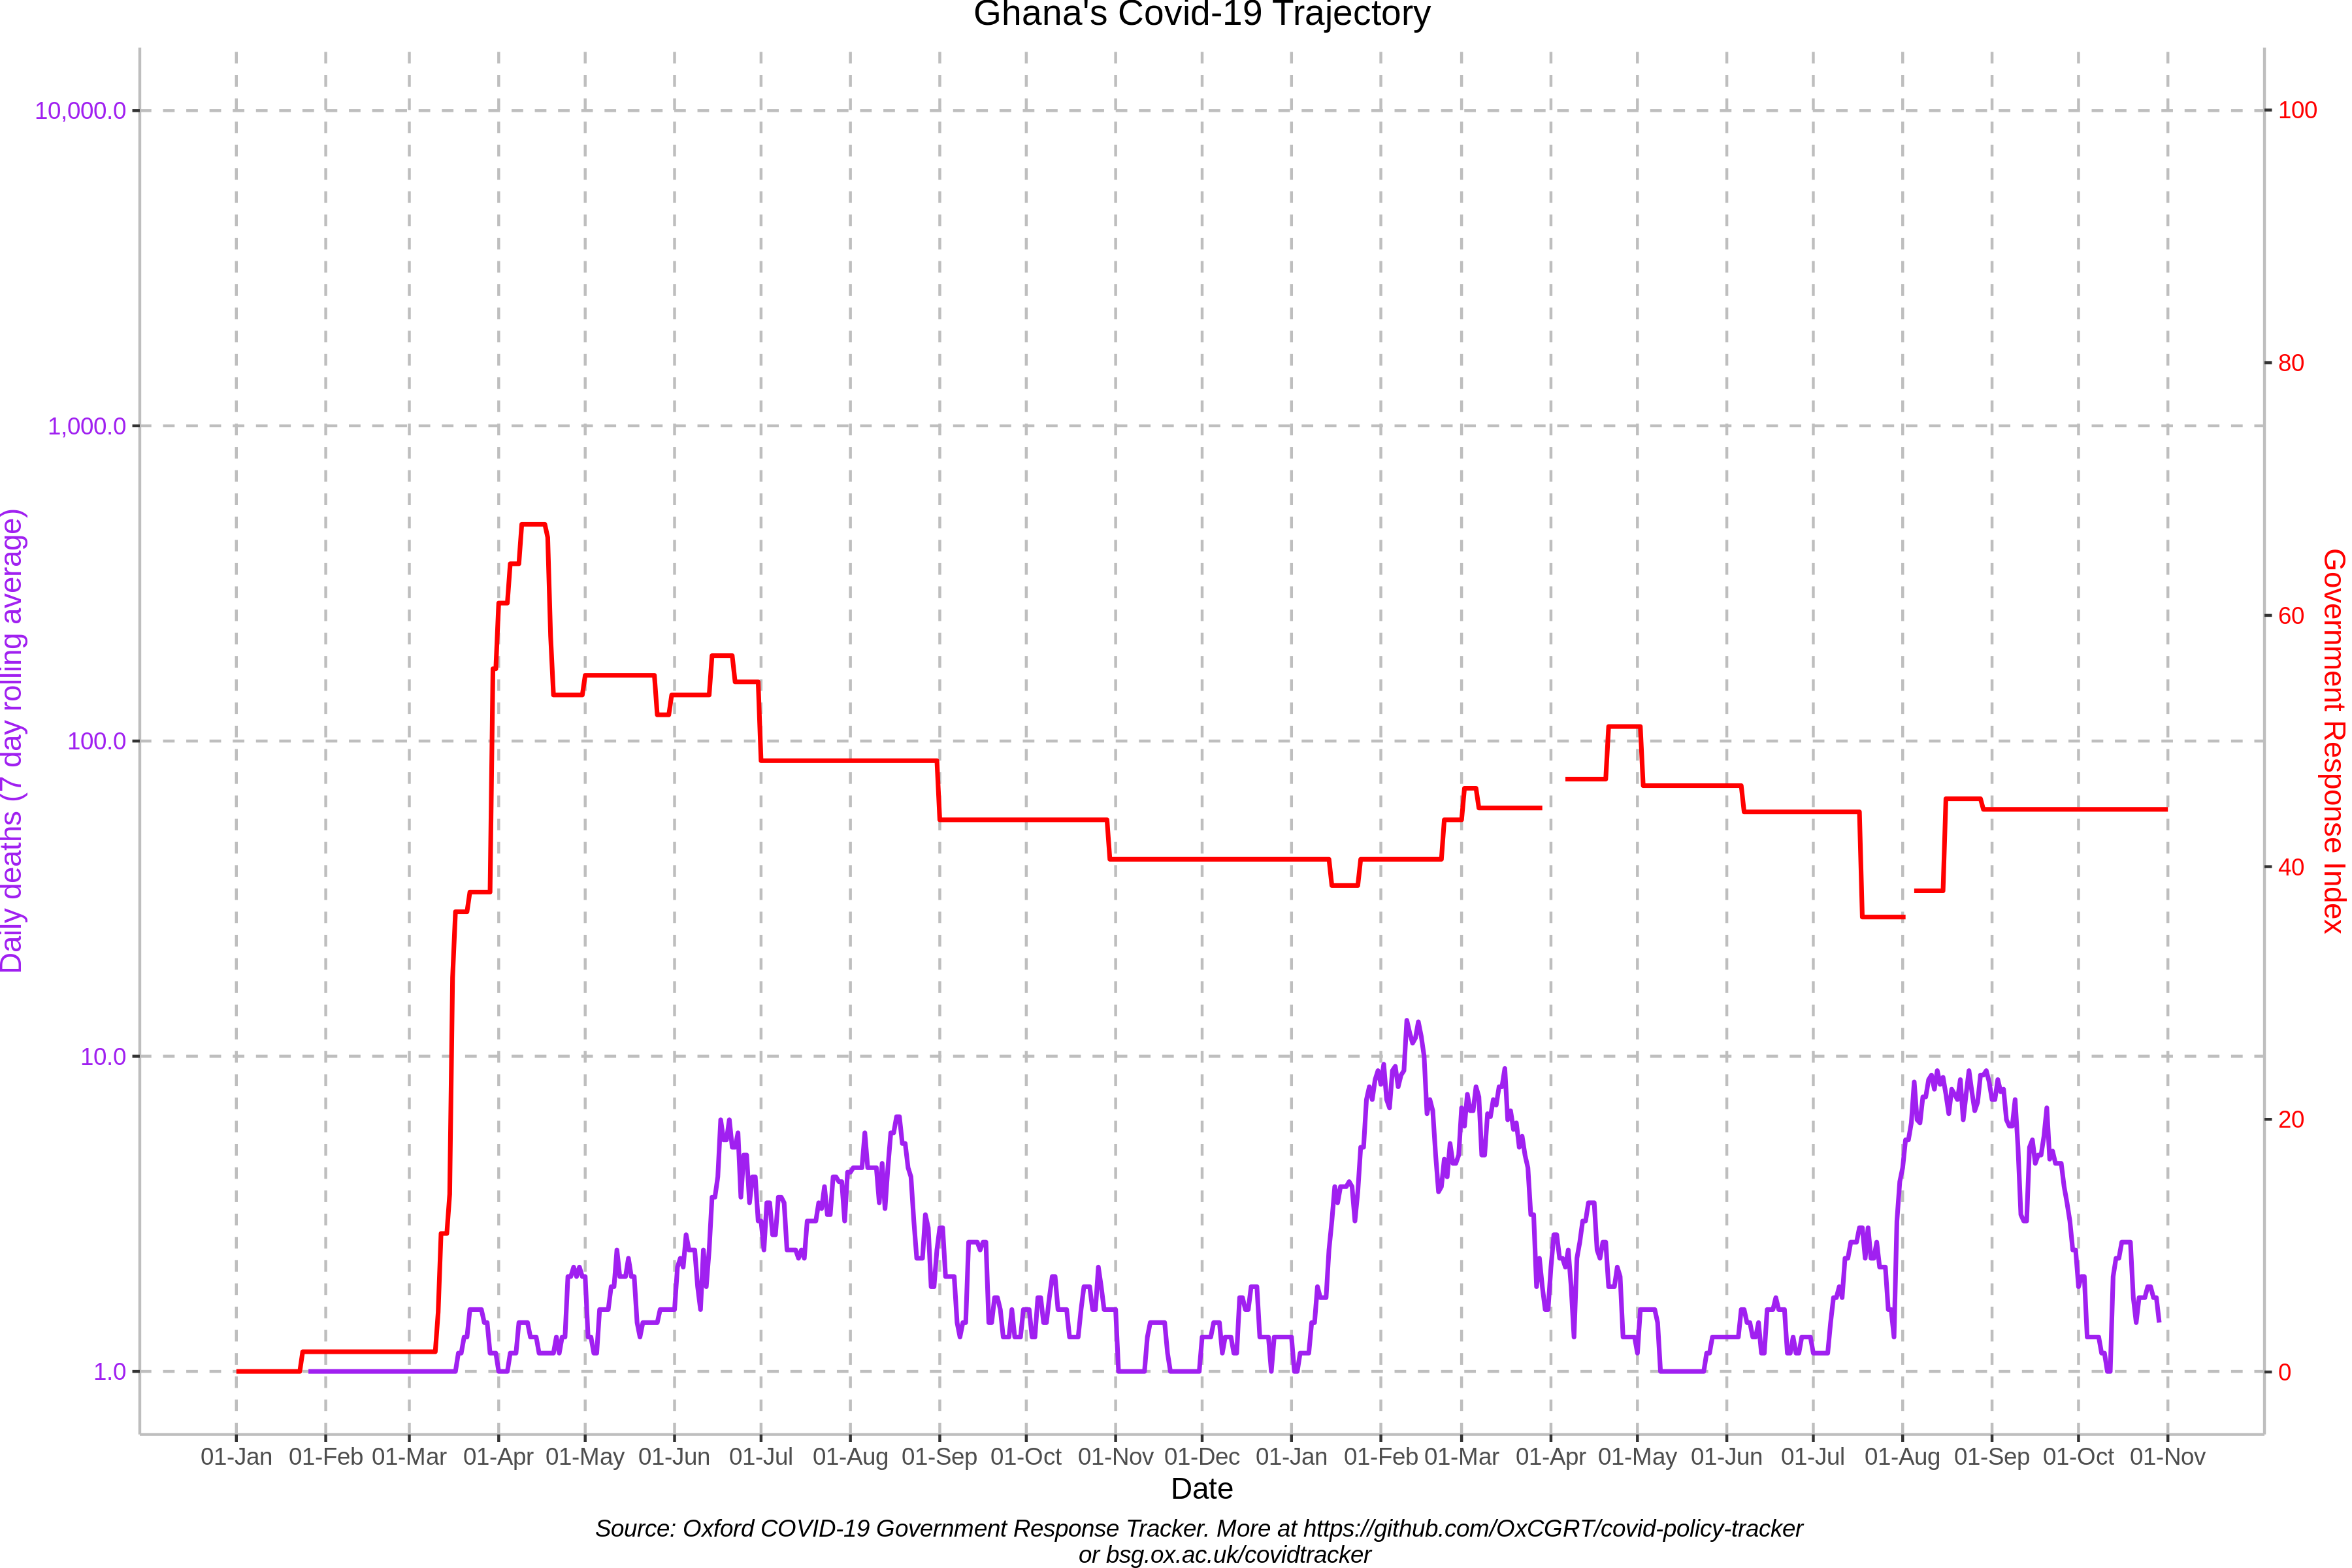 Ghana's Covid-19 Trajectory
10,000.0
1,000.0
100.0
10.0
1.0
Daily deaths (7 day rolling average)
100
80
60
40
20
0
Government Response Index
01-Jan 01-Feb 01-Mar 01-Apr 01-May 01-Jun 01-Jul 01-Aug 01-Sep 01-Oct 01-Nov 01-Dec 01-Jan 01-Feb 01-Mar 01-Apr 01-May 01-Jun 01-Jul 01-Aug 01-Sep 01-Oct 01-Nov
Date
Source: Oxford COVID-19 Government Response Tracker. More at https://github.com/OxCGRT/covid-policy-tracker
or bsg.ox.ac.uk/covidtracker